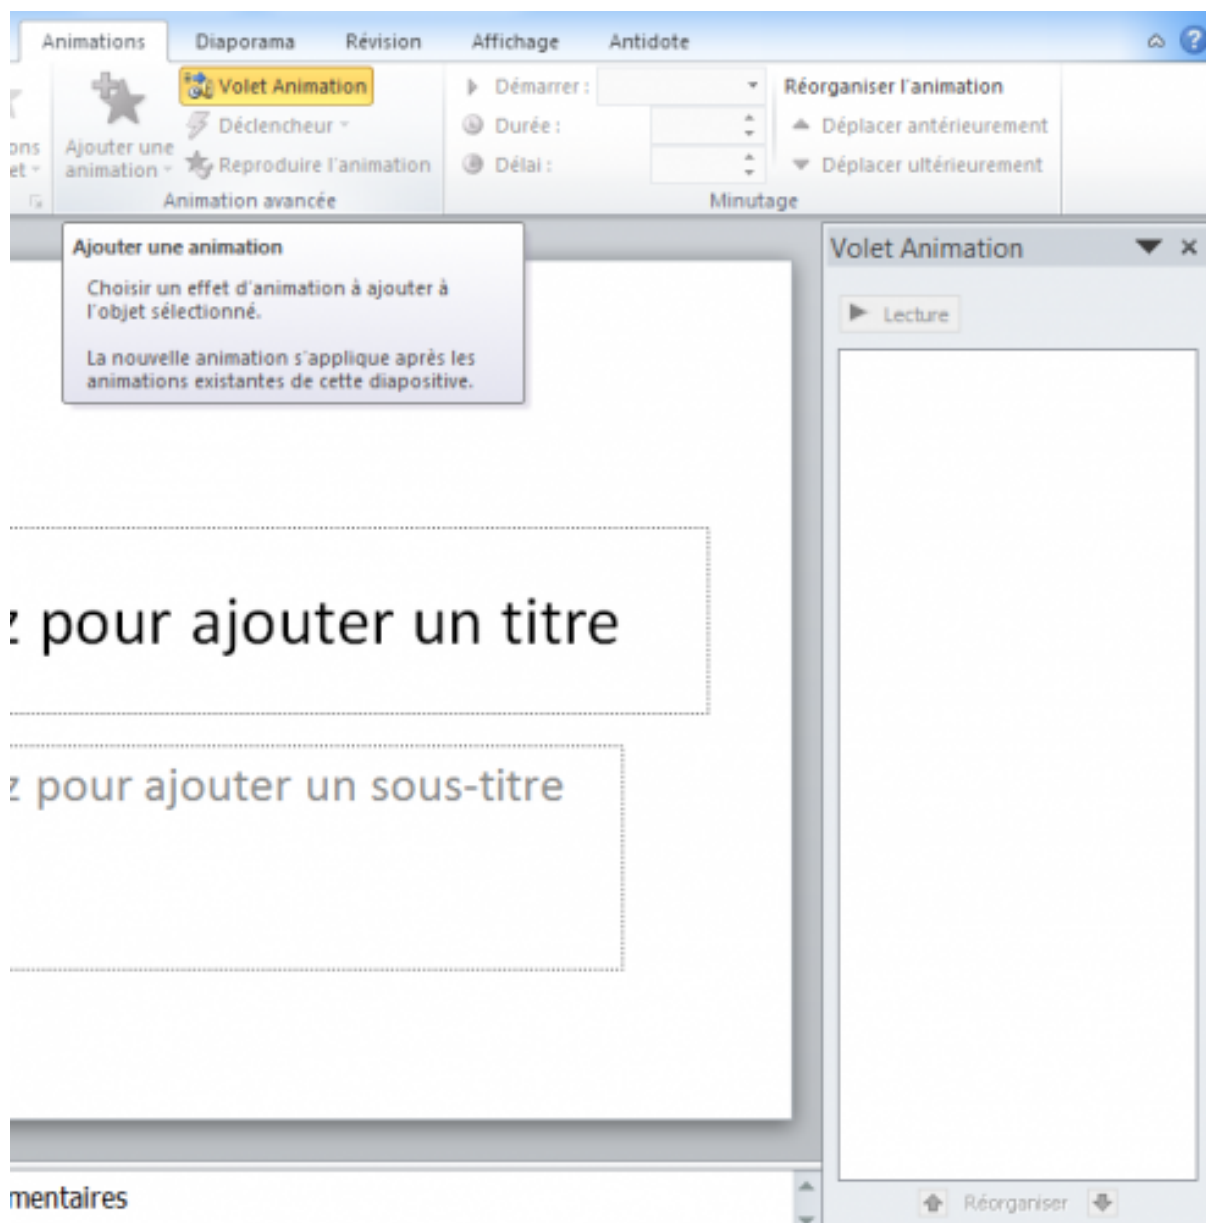 Animations Diaporama Révision Affichage Antidote
Volet Animation
Déclencheur
Reproduire l'animation
Ajouter une
animation
Animation avancée
Démarrer :
Durée :
Délai :
Réorganiser l'animation
Déplacer antérieurement
Déplacer ultérieurement
Minutage
Ajouter une animation
Choisir un effet d'animation à ajouter à
l'objet sélectionné.
La nouvelle animation s'applique après les
animations existantes de cette diapositive.
Volet Animation
Lecture
z pour ajouter un titre
z pour ajouter un sous-titre
mentaires
Réorganiser